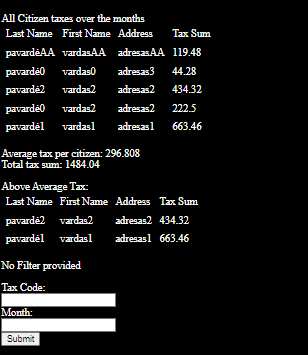 All Citizen taxes over the months
Last Name First Name Address Tax Sum
pavardėAA vardasAA adresasAA 119.48
pavardė0 vardas0 adresas3 44.28
pavardė2 vardas2 adresas2 434.32
pavardė0 vardas2 adresas2 222.5
pavardė1 vardas1 adresas1 663.46
Average tax per citizen: 296.808
Total tax sum: 1484.04
Above Average Tax:
Last Name First Name Address Tax Sum
pavardė2 vardas2 adresas2 434.32
pavardė1 vardas1 adresas1 663.46
No Filter provided
Tax Code:
Month:
Submit